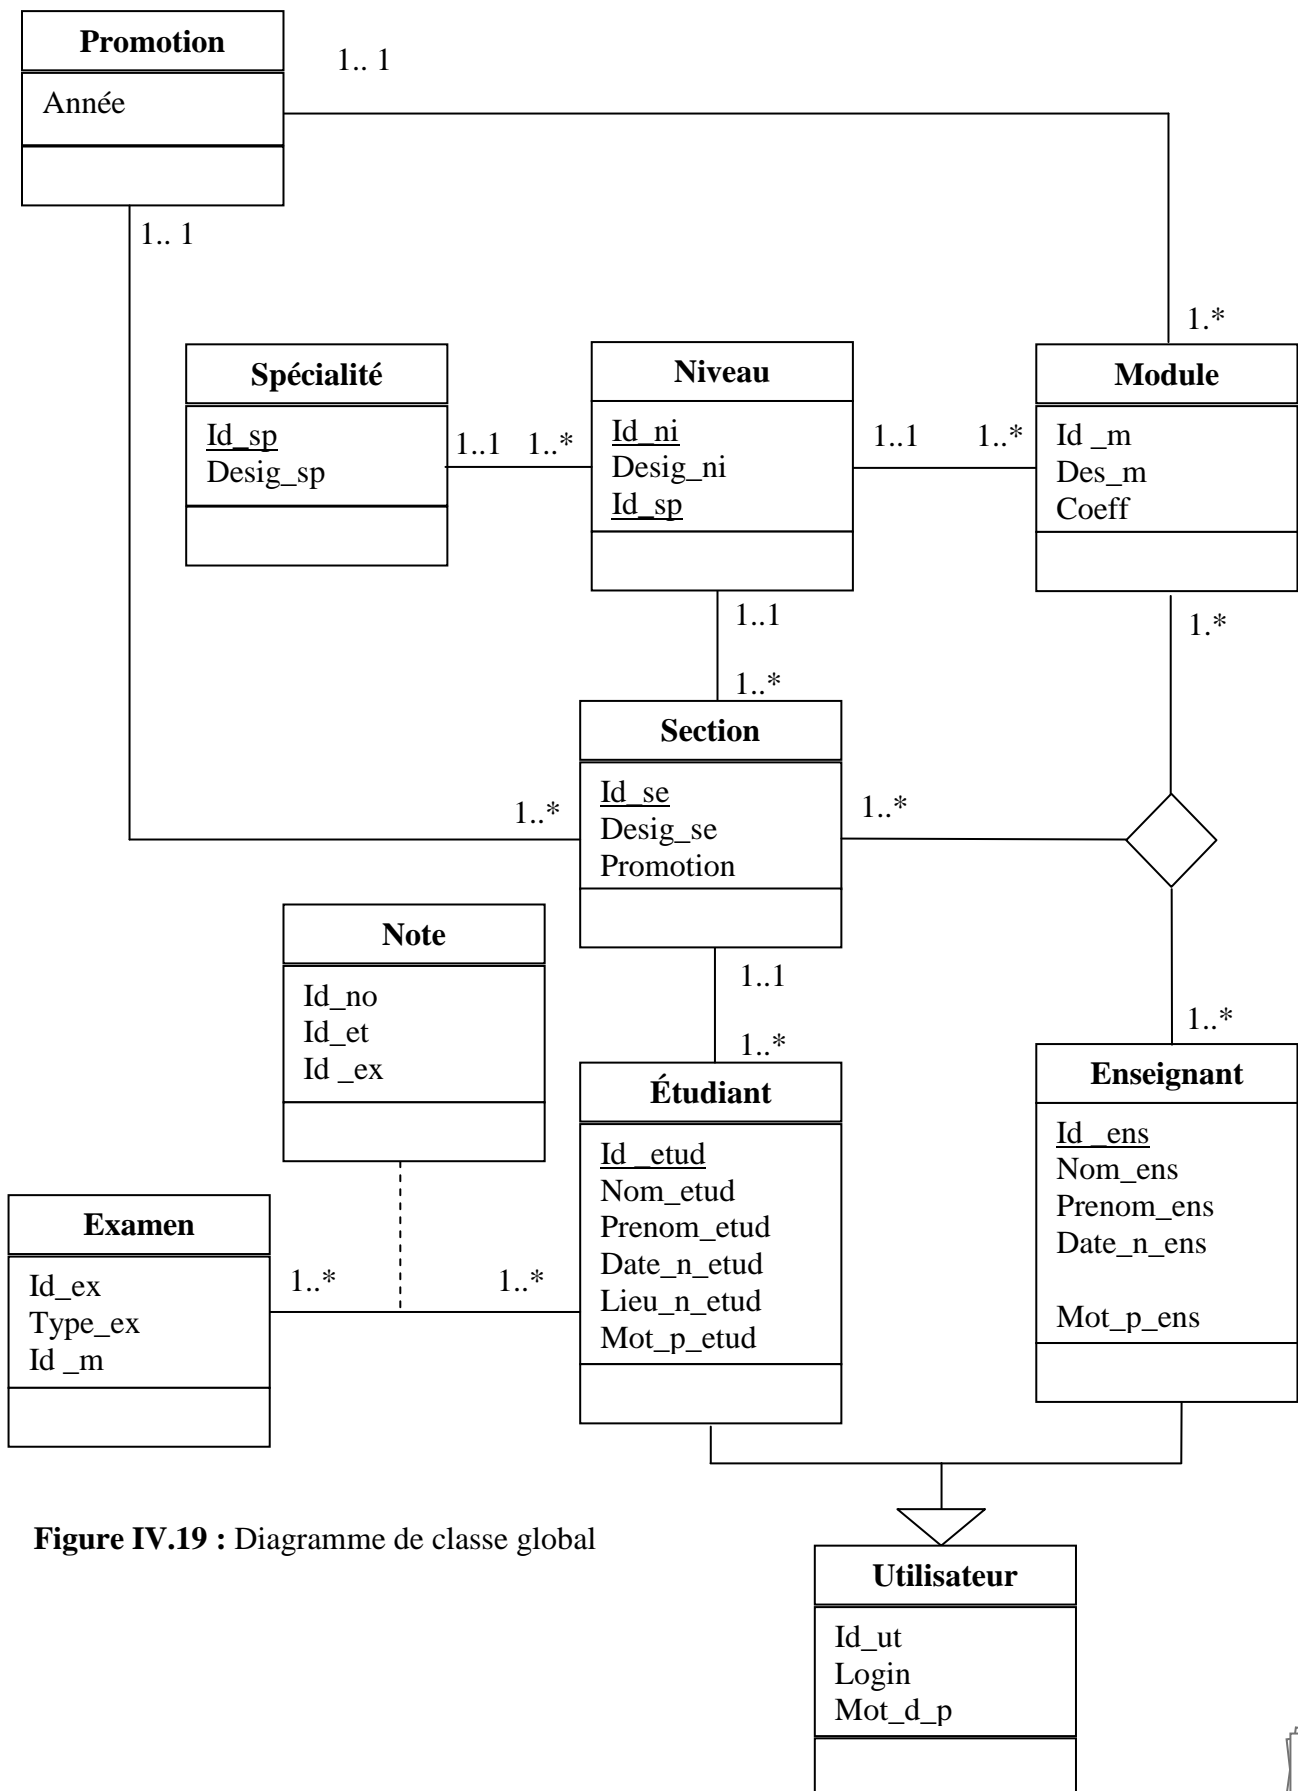 Promotion
1.. 1
Année
1.. 1
1.*
Spécialité
Niveau
Module
Id_sp
Desig_sp
1..1
1..*
Id_ni
Desig_ni
Id_sp
1..1
1..*
Id _m
Des_m
Coeff
1..1
1.*
1..*
Section
1..*
Id_se
Desig_se
Promotion
1..*
Note
Id_no
Id_et
Id _ex
1..1
1..*
1..*
Étudiant
Enseignant
Id _etud
Nom_etud
Prenom_etud
Date_n_etud
Lieu_n_etud
Mot_p_etud
Id _ens
Nom_ens
Prenom_ens
Date_n_ens
Mot_p_ens
Examen
1..*
1..*
Id_ex
Type_ex
Id _m
Figure IV.19 : Diagramme de classe global
Utilisateur
Id_ut
Login
Mot_d_p